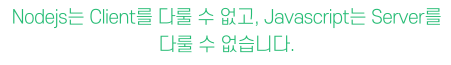 Nodejs는 Client를 다룰 수 없고, Javascript는 Server를
다룰 수 없습니다.